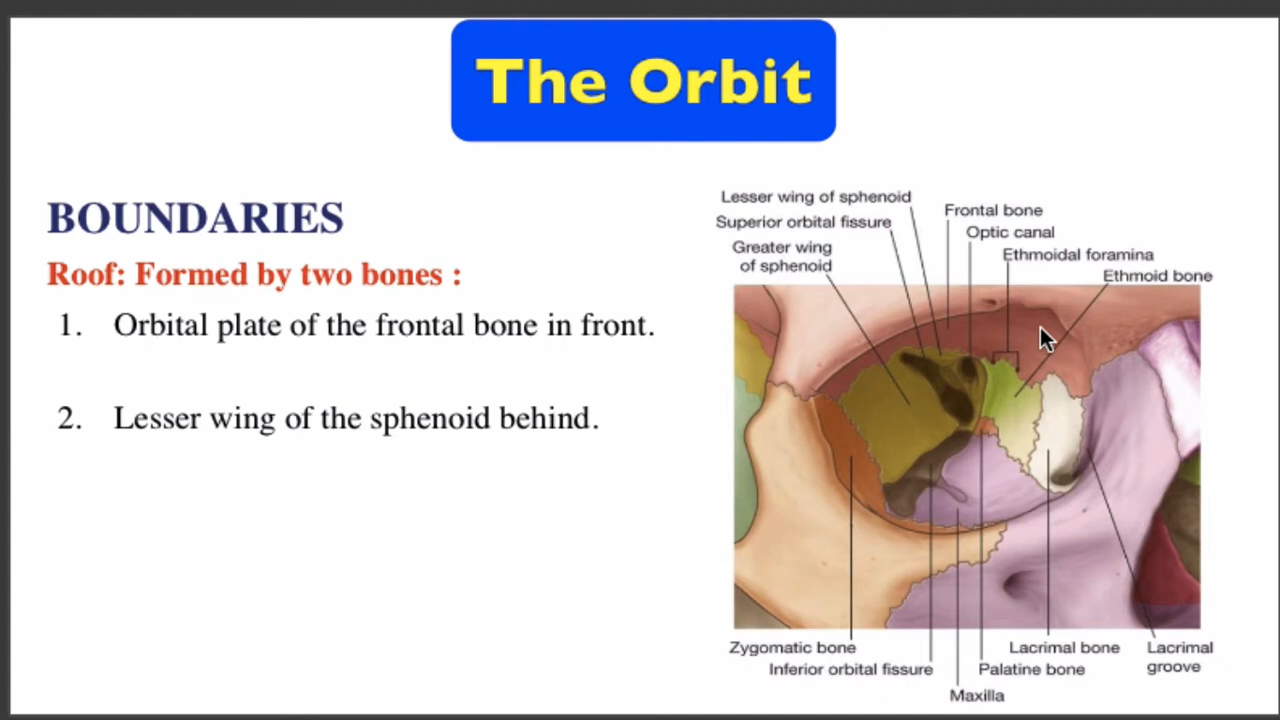 The Orbit
BOUNDARIES
Roof: Formed by two bones :
1. Orbital plate of the frontal bone in front.
2. Lesser wing of the sphenoid behind.
Lesser wing of sphenoid
Superior orbital fissure
Greater wing
of sphenoid
Frontal bone
Optic canal
Ethmoidal foramina
Ethmoid bone
Zygomatic bone
Inferior orbital fissure
Maxilla
Palatine bone
Lacrimal bone
Lacrimal
groove